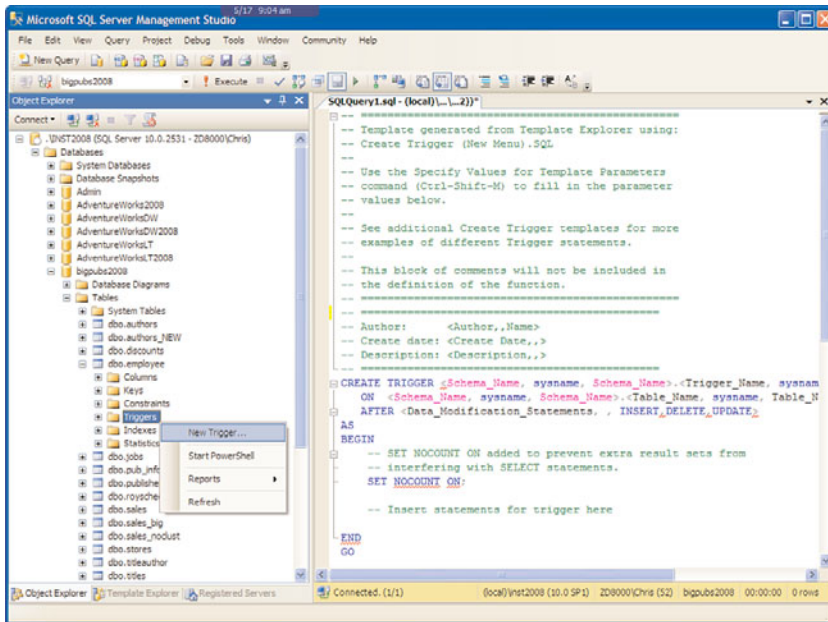 5/17 9:04 am
Microsoft SQL Server Management Studio
File Edit View Query Project Debug Tools Window Community Help
New Query
bigpubs2008 Execute
Object Explorer
SQLQuery1.sql - (local)\...\...2))*
Connect
.\INST2008 (SQL Server 10.0.2531 - ZD8000\Chris)
Databases
System Databases
Database Snapshots
Admin
AdventureWorks2008
AdventureWorksDW
AdventureWorksDW2008
AdventureWorksLT
AdventureWorksLT2008
bigpubs2008
Database Diagrams
Tables
System Tables
dbo.authors
dbo.authors_NEW
dbo.discounts
dbo.employee
Columns
Keys
Constraints
Triggers
Indexes
Statistics
dbo.jobs
dbo.pub_info
dbo.publishe
dbo.roysche
dbo.sales
dbo.sales_big
dbo.sales_noclust
dbo.stores
dbo.titleauthor
dbo.titles
New Trigger...
Start PowerShell
Reports
Refresh
-- ================================================
-- Template generated from Template Explorer using:
-- Create Trigger (New Menu).SQL
--
-- Use the Specify Values for Template Parameters
-- command (Ctrl-Shift-M) to fill in the parameter
-- values below.
--
-- See additional Create Trigger templates for more
-- examples of different Trigger statements.
--
-- This block of comments will not be included in
-- the definition of the function.
-- ================================================
-- =============================================
-- Author: <Author,,Name>
-- Create date: <Create Date,,>
-- Description: <Description,,>
-- =============================================
CREATE TRIGGER <Schema_Name, sysname, Schema_Name>.<Trigger_Name, sysnam
ON <Schema_Name, sysname, Schema_Name>.<Table_Name, sysname, Table_N
AFTER <Data_Modification_Statements, , INSERT,DELETE,UPDATE>
AS
BEGIN
-- SET NOCOUNT ON added to prevent extra result sets from
-- interfering with SELECT statements.
SET NOCOUNT ON;
-- Insert statements for trigger here
END
GO
Object Explorer Template Explorer Registered Servers
Connected. (1/1) (local)\inst2008 (10.0 SP1) ZD8000\Chris (52) bigpubs2008 00:00:00 0 rows